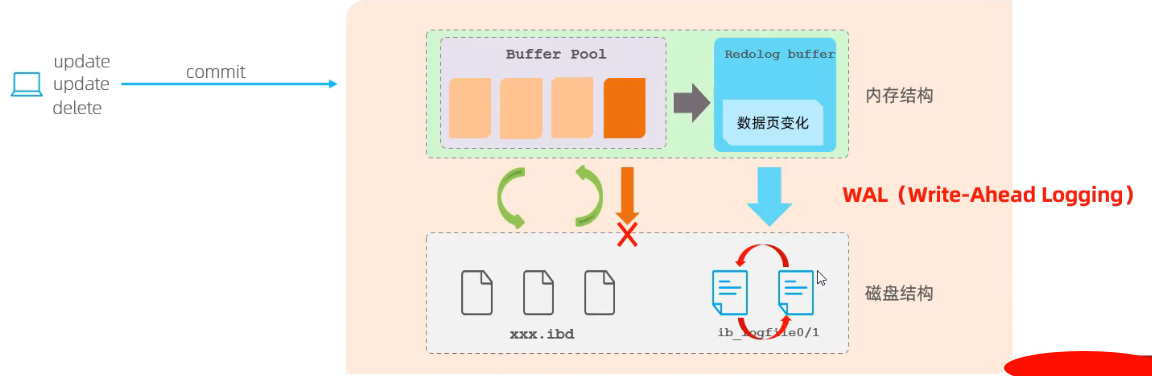 update
update
delete
commit
Buffer Pool
Redolog buffer
数据页变化
内存结构
WAL（Write-Ahead Logging）
xxx.ibd
ib_logfile0/1
磁盘结构